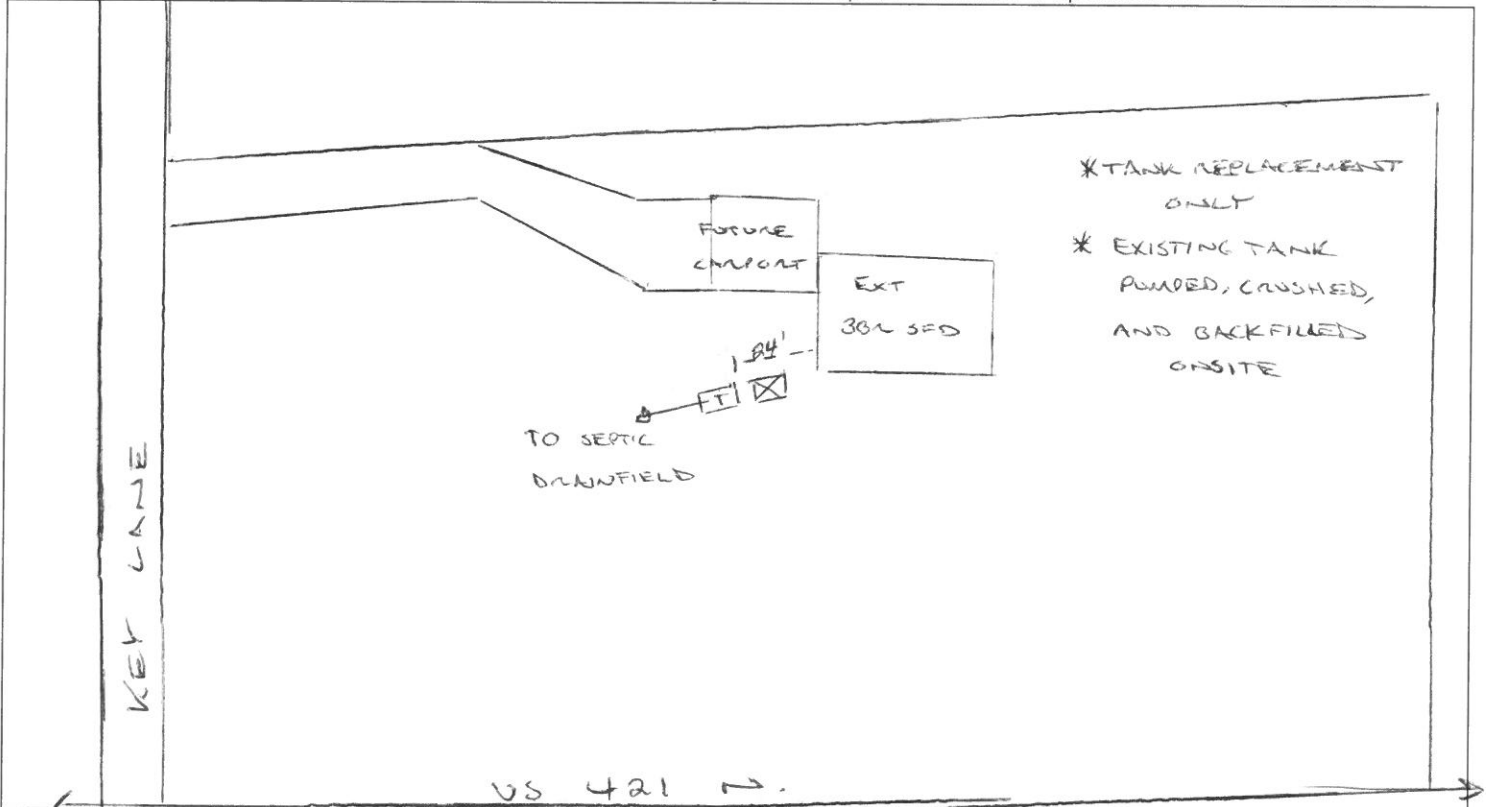 * TANK REPLACEMENT
ONLY
* EXISTING TANK
PUMPED, CRUSHED,
AND BACKFILLED
ONSITE
FUTURE
CARPORT
EXT
3BR SFD
24'
T
TO SEPTIC
DRAINFIELD
KEY LANE
US 421 N.